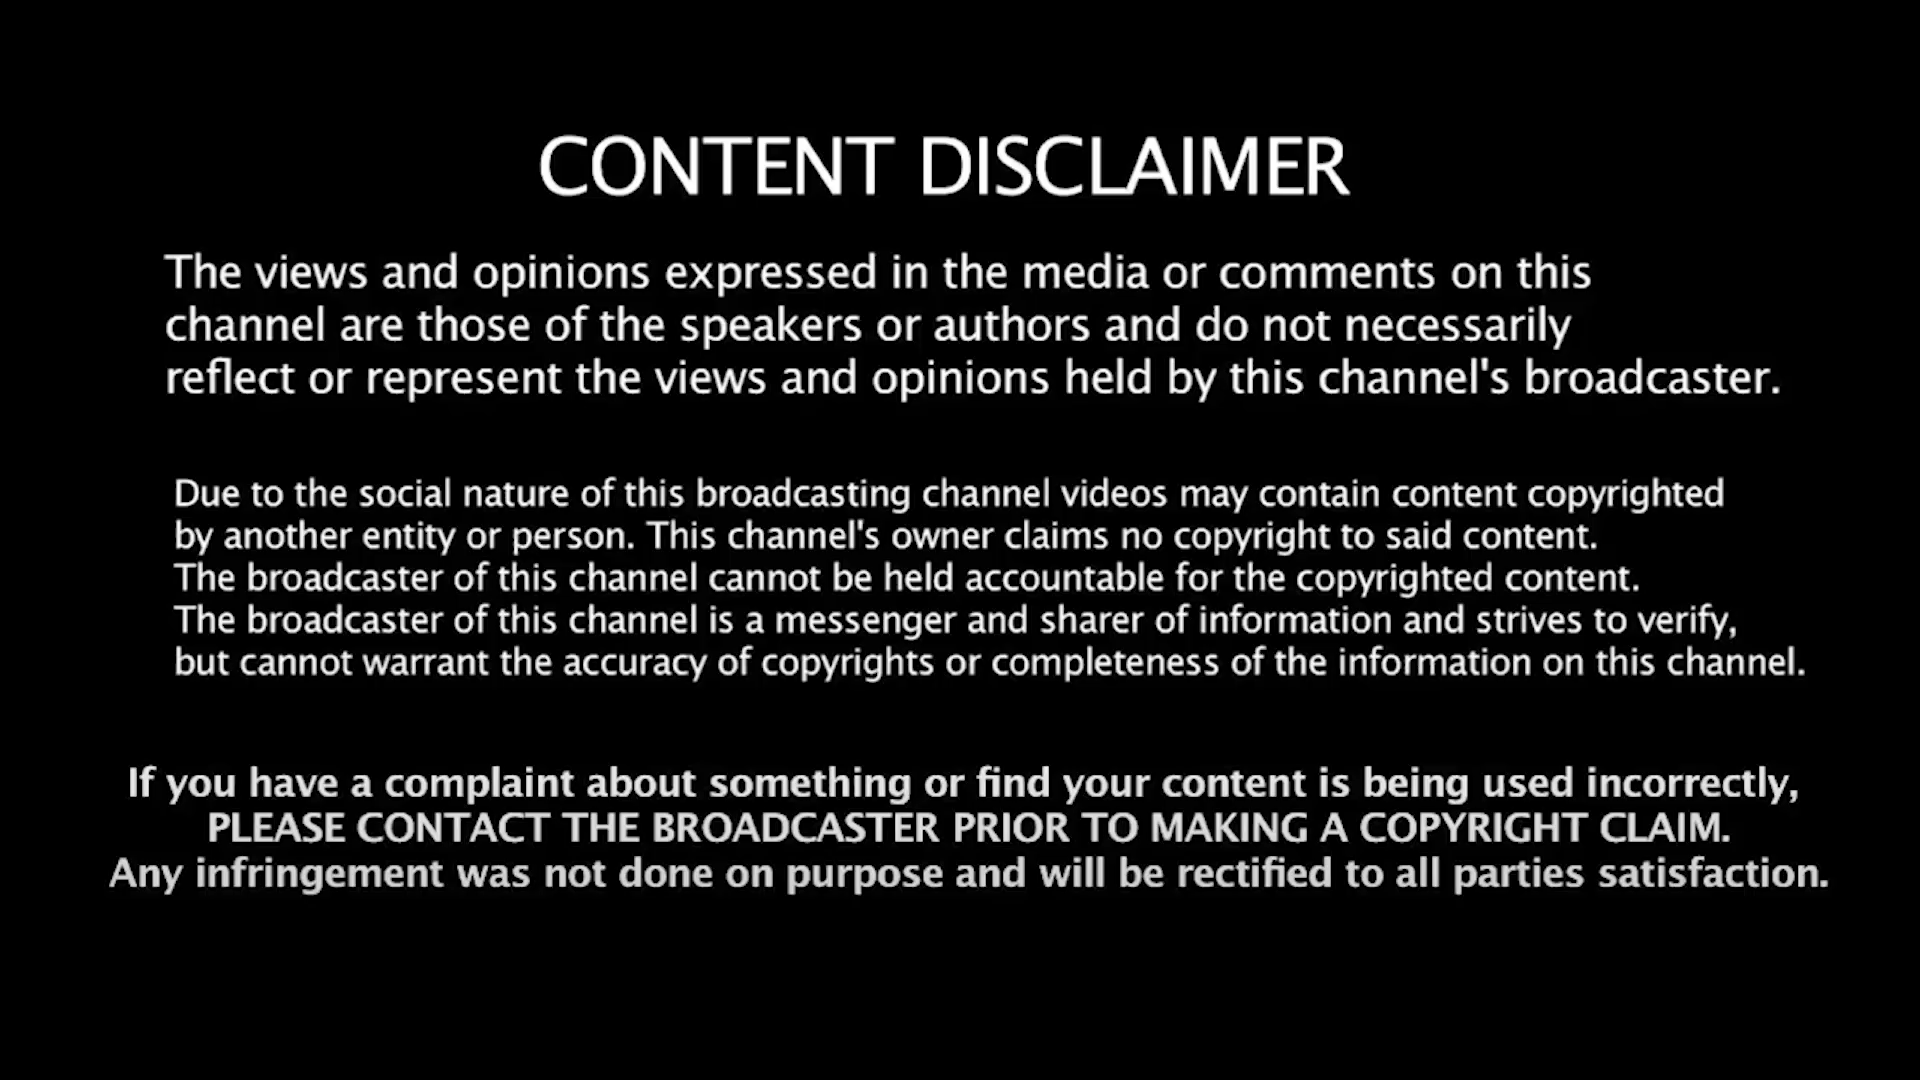 CONTENT DISCLAIMER
The views and opinions expressed in the media or comments on this
channel are those of the speakers or authors and do not necessarily
reflect or represent the views and opinions held by this channel's broadcaster.
Due to the social nature of this broadcasting channel videos may contain content copyrighted
by another entity or person. This channel's owner claims no copyright to said content.
The broadcaster of this channel cannot be held accountable for the copyrighted content.
The broadcaster of this channel is a messenger and sharer of information and strives to verify,
but cannot warrant the accuracy of copyrights or completeness of the information on this channel.
If you have a complaint about something or find your content is being used incorrectly,
PLEASE CONTACT THE BROADCASTER PRIOR TO MAKING A COPYRIGHT CLAIM.
Any infringement was not done on purpose and will be rectified to all parties satisfaction.